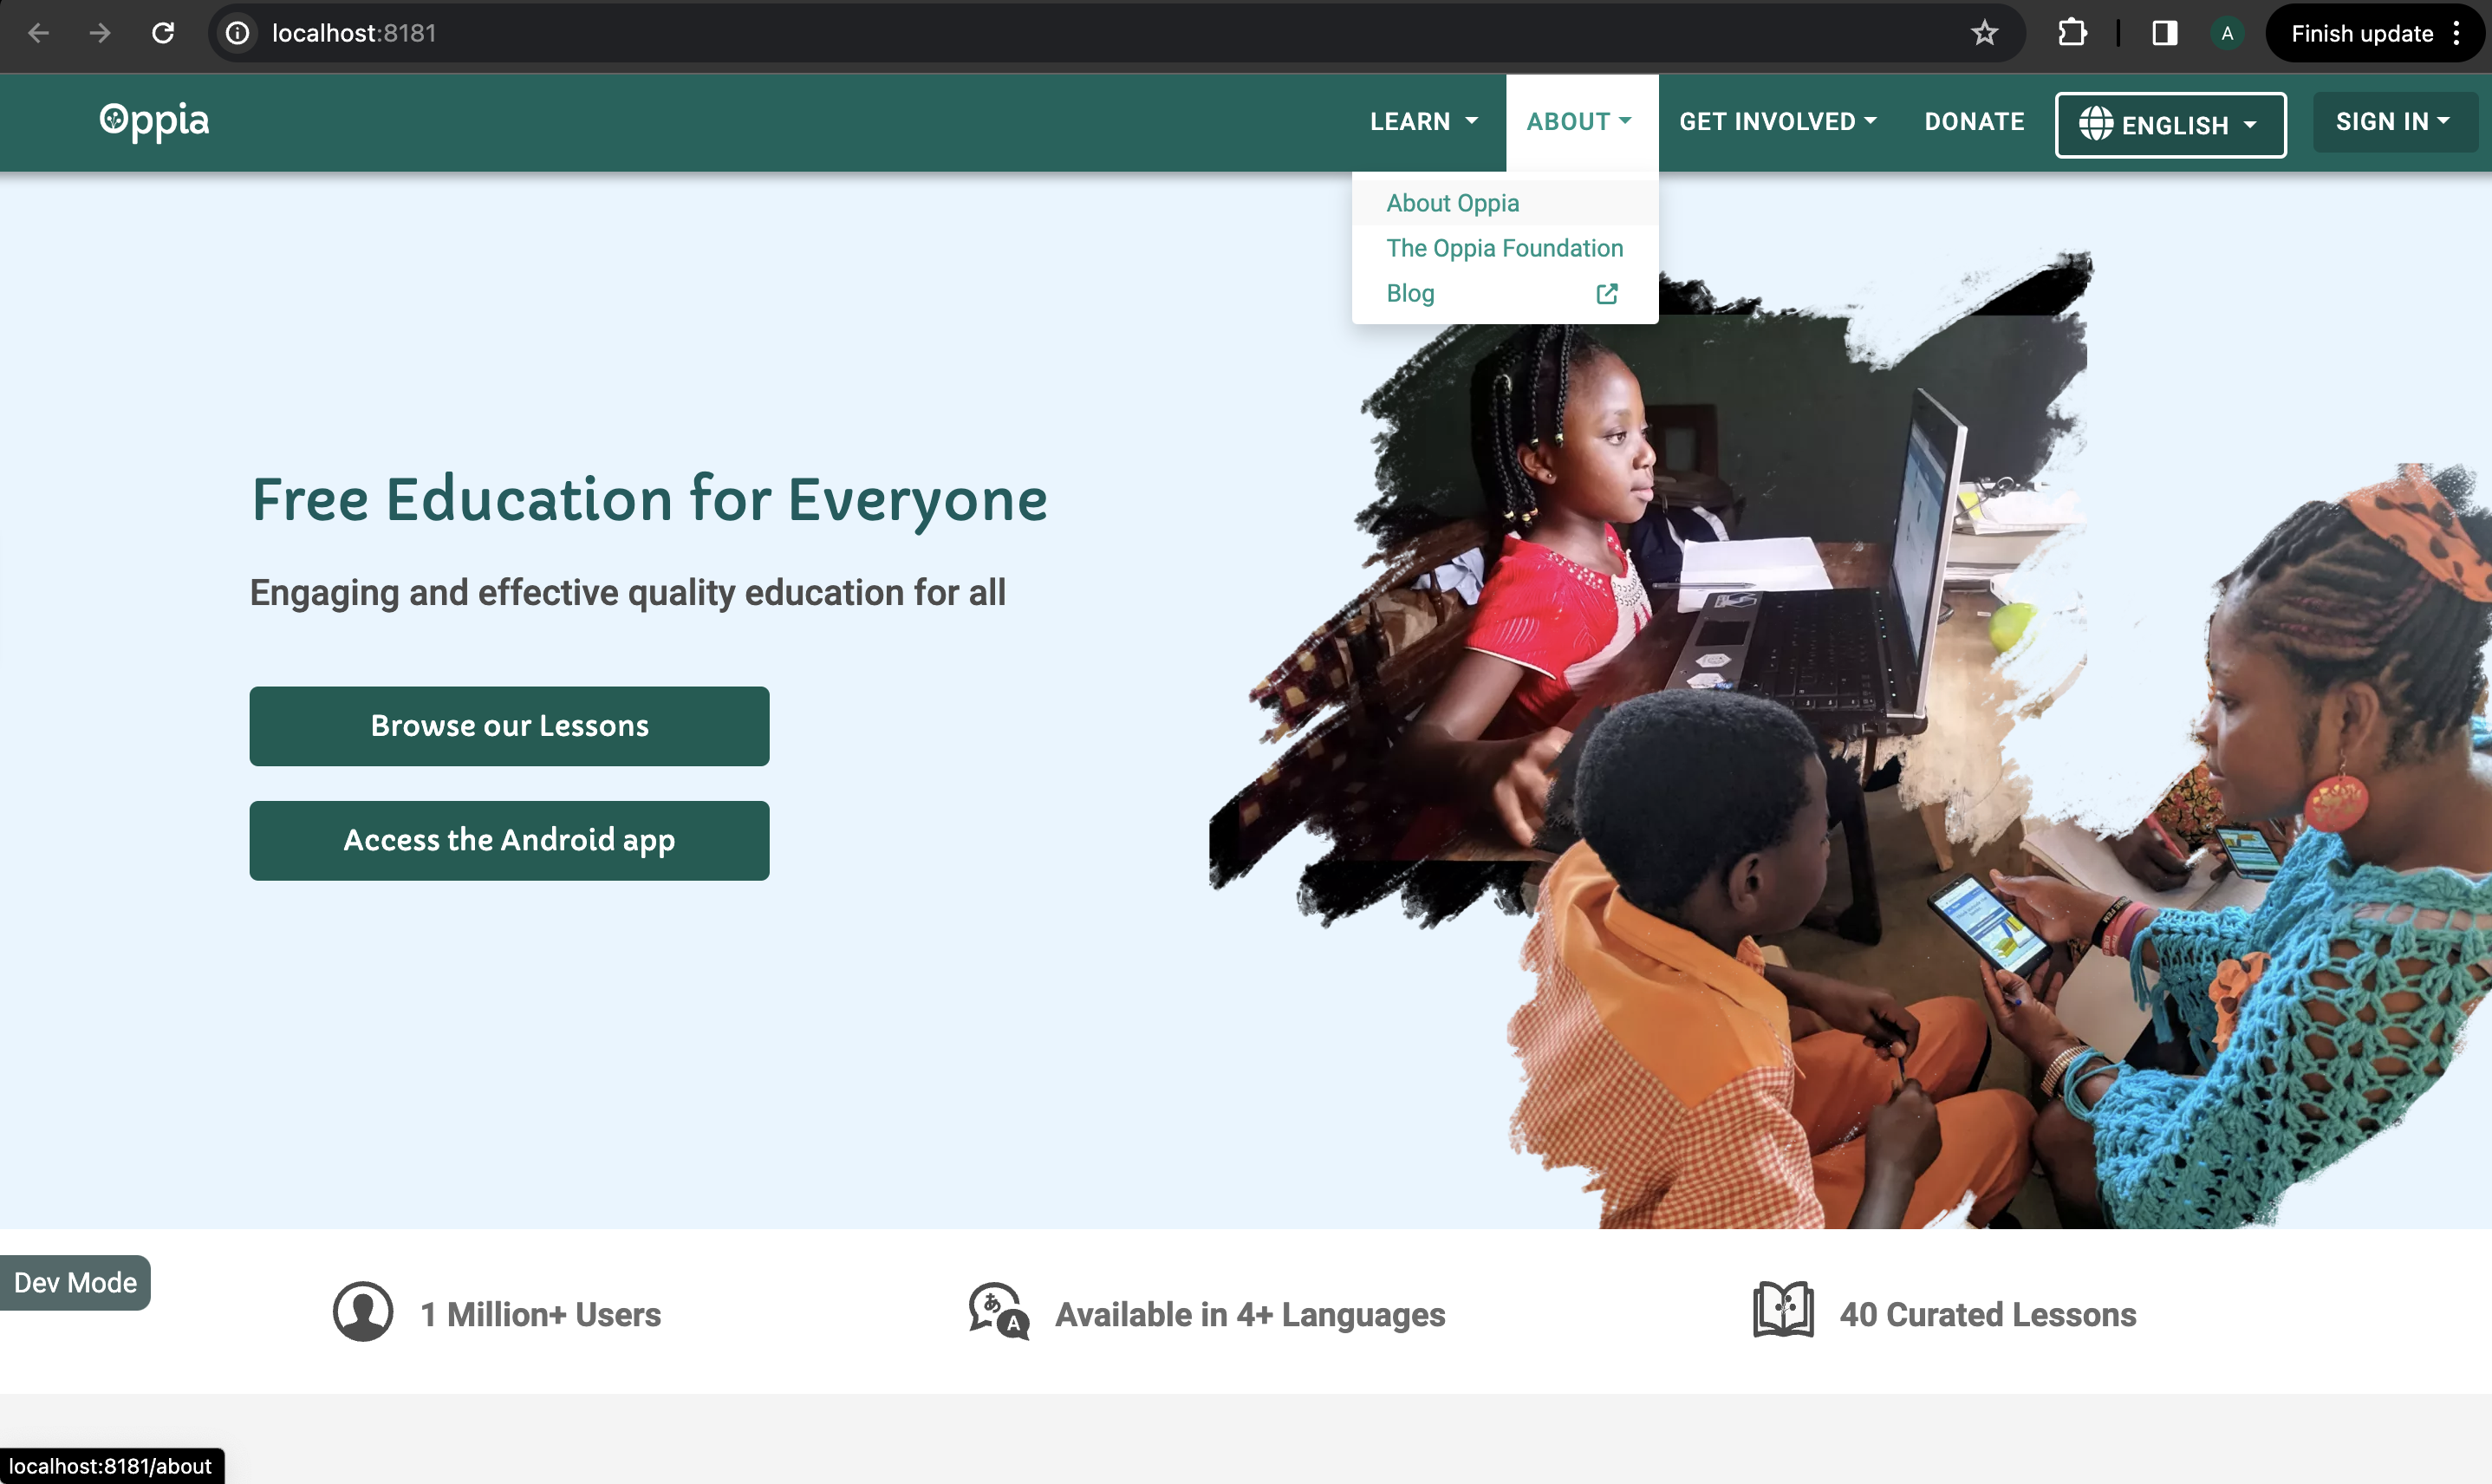 localhost:8181
A
Finish update
Oppia
LEARN
ABOUT
GET INVOLVED
DONATE
ENGLISH
SIGN IN
About Oppia
The Oppia Foundation
Blog
Free Education for Everyone
Engaging and effective quality education for all
Browse our Lessons
Access the Android app
Dev Mode
1 Million+ Users
あ A
Available in 4+ Languages
40 Curated Lessons
localhost:8181/about